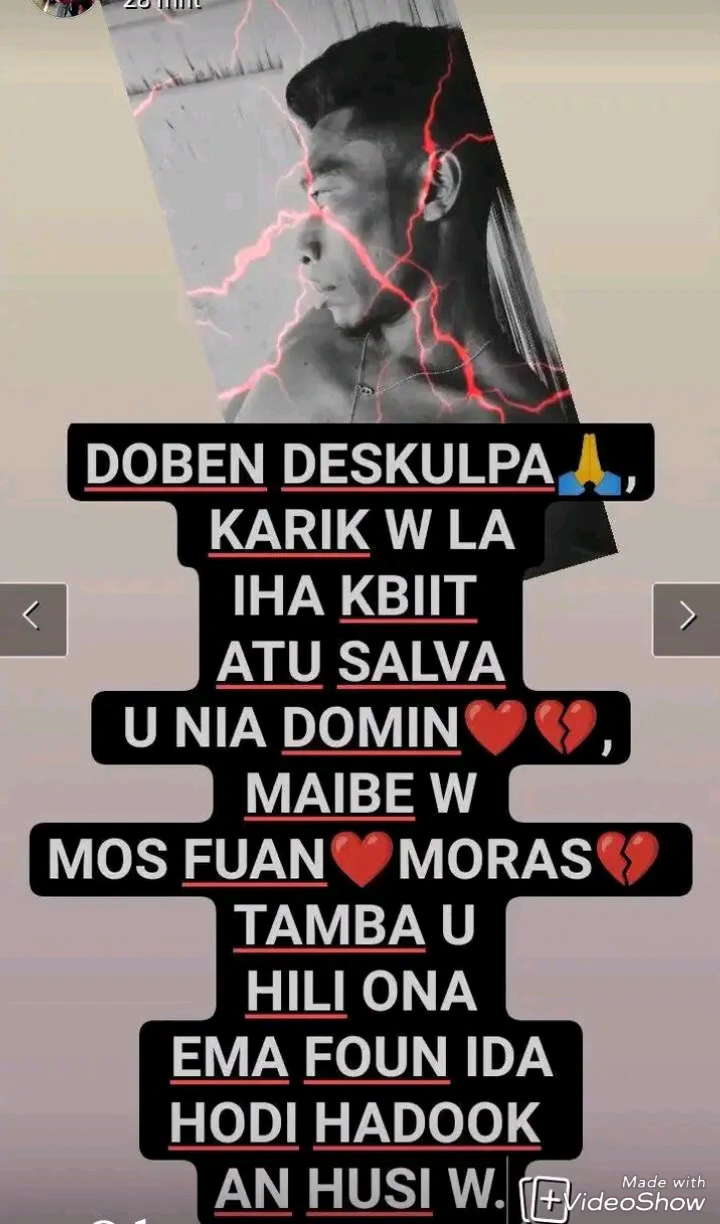 DOBEN DESKULPA🙏,
KARIK W LA
IHA KBIIT
ATU SALVA
U NIA DOMIN❤️💔,
MAIBE W
MOS FUAN❤️MORAS💔
TAMBA U
HILI ONA
EMA FOUN IDA
HODI HADOOK
AN HUSI W.
Made with
VideoShow